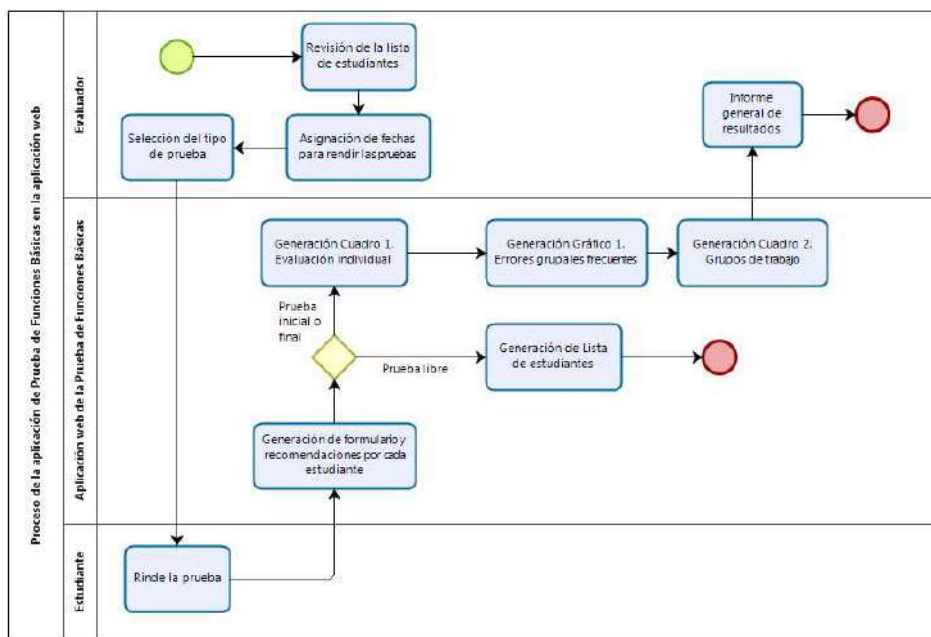 Proceso de la aplicación de Prueba de Funciones Básicas en la aplicación web
Evaluador
Revisión de la lista
de estudiantes
Selección del tipo
de prueba
Asignación de fechas
para rendir las pruebas
Informe
general de
resultados
Aplicación web de la Prueba de Funciones Básicas
Generación Cuadro 1.
Evaluación individual
Generación Gráfico 1.
Errores grupales frecuentes
Generación Cuadro 2.
Grupos de trabajo
Prueba
inicial o
final
Prueba libre
Generación de Lista
de estudiantes
Generación de formulario y
recomendaciones por cada
estudiante
Estudiante
Rinde la prueba